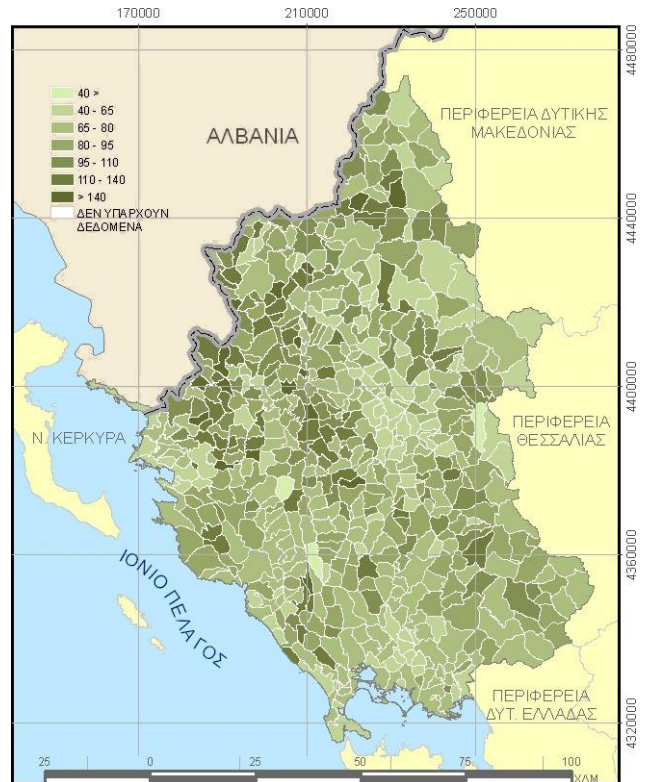 170000 210000 250000
4480000
40 >
40 - 65
65 - 80
80 - 95
95 - 110
110 - 140
> 140
ΔΕΝ ΥΠΑΡΧΟΥΝ
ΔΕΔΟΜΕΝΑ
ΑΛΒΑΝΙΑ
ΠΕΡΙΦΕΡΕΙΑ ΔΥΤΙΚΗΣ
ΜΑΚΕΔΟΝΙΑΣ
4440000
4400000
Ν. ΚΕΡΚΥΡΑ
ΠΕΡΙΦΕΡΕΙΑ
ΘΕΣΣΑΛΙΑΣ
4360000
ΙΟΝΙΟ ΠΕΛΑΓΟΣ
ΠΕΡΙΦΕΡΕΙΑ
ΔΥΤ. ΕΛΛΑΔΑΣ
4320000
25 0 25 50 75 100
ΧΛΜ